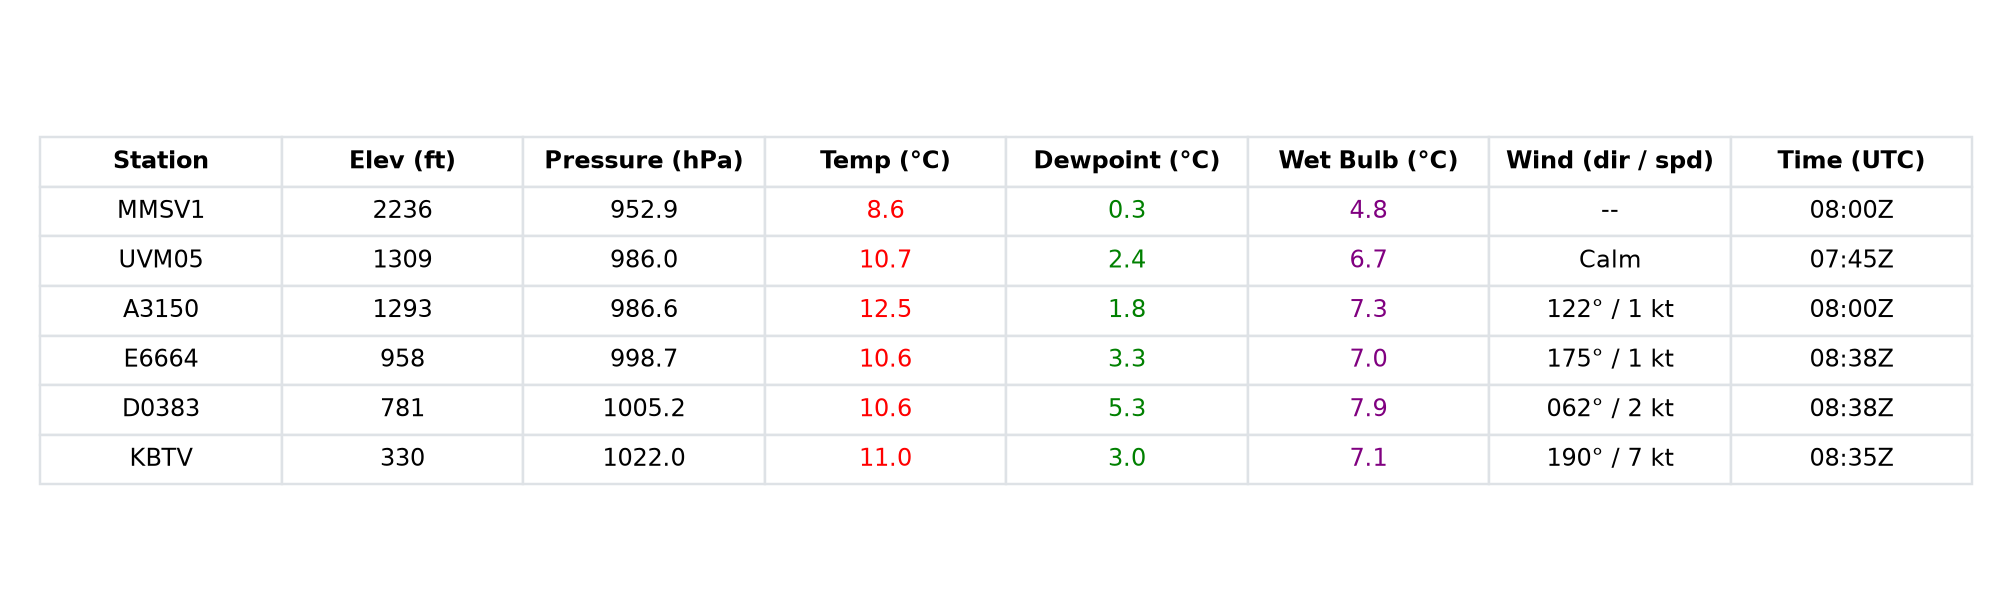 Station Elev (ft) Pressure (hPa) Temp (°C) Dewpoint (°C) Wet Bulb (°C) Wind (dir / spd) Time (UTC)
MMSV1 2236 952.9 8.6 0.3 4.8 -- 08:00Z
UVM05 1309 986.0 10.7 2.4 6.7 Calm 07:45Z
A3150 1293 986.6 12.5 1.8 7.3 122° / 1 kt 08:00Z
E6664 958 998.7 10.6 3.3 7.0 175° / 1 kt 08:38Z
D0383 781 1005.2 10.6 5.3 7.9 062° / 2 kt 08:38Z
KBTV 330 1022.0 11.0 3.0 7.1 190° / 7 kt 08:35Z